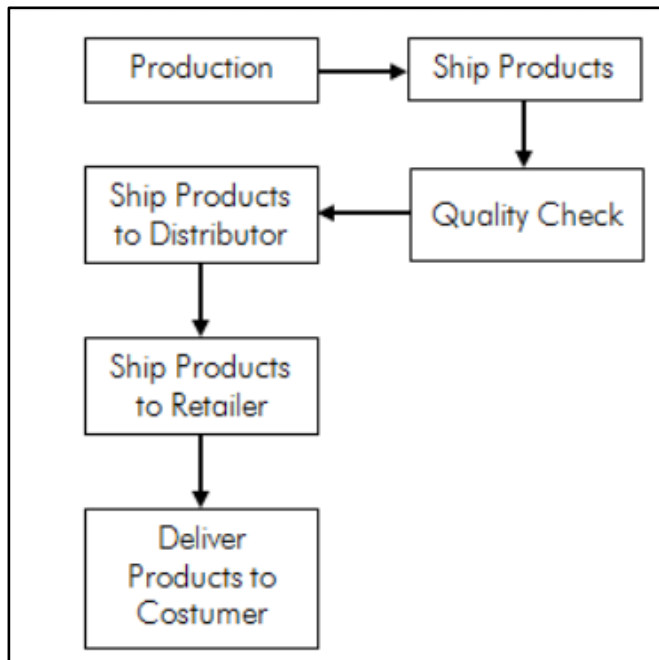 Production
Ship Products
Quality Check
Ship Products
to Distributor
Ship Products
to Retailer
Deliver
Products to
Costumer